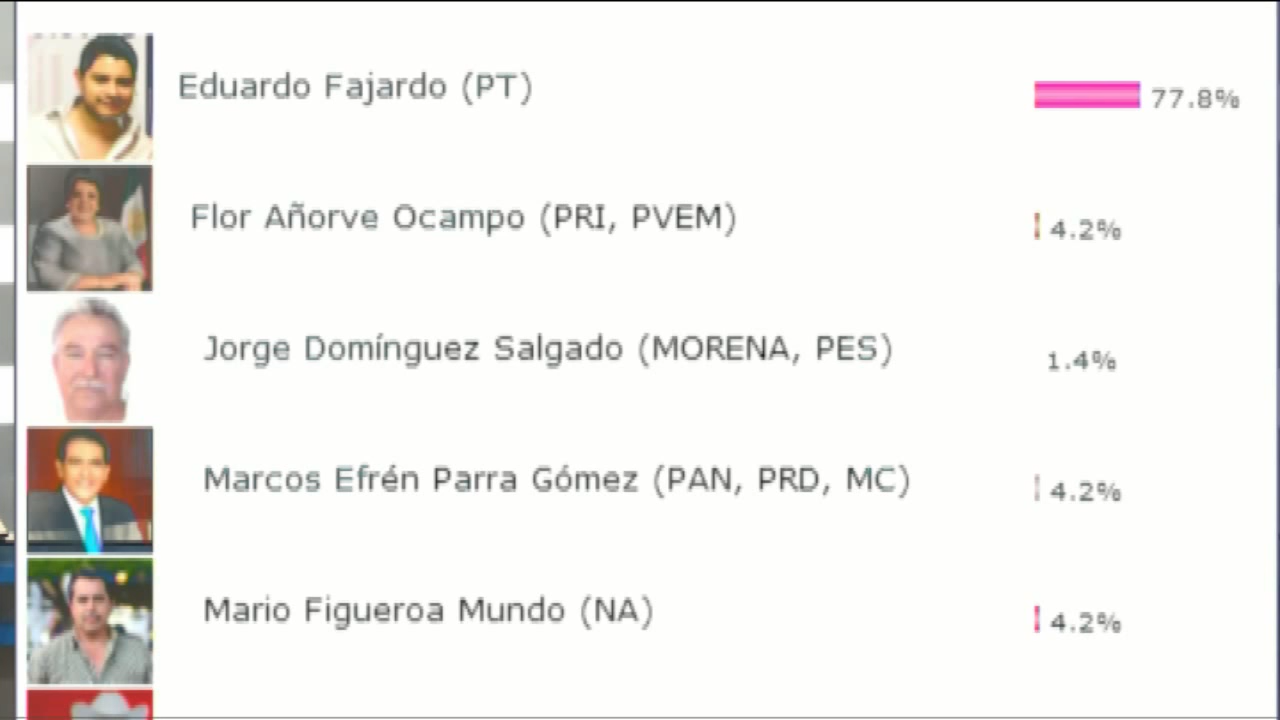 Eduardo Fajardo (PT) 77.8%
Flor Añorve Ocampo (PRI, PVEM) 4.2%
Jorge Domínguez Salgado (MORENA, PES) 1.4%
Marcos Efrén Parra Gómez (PAN, PRD, MC) 4.2%
Mario Figueroa Mundo (NA) 4.2%